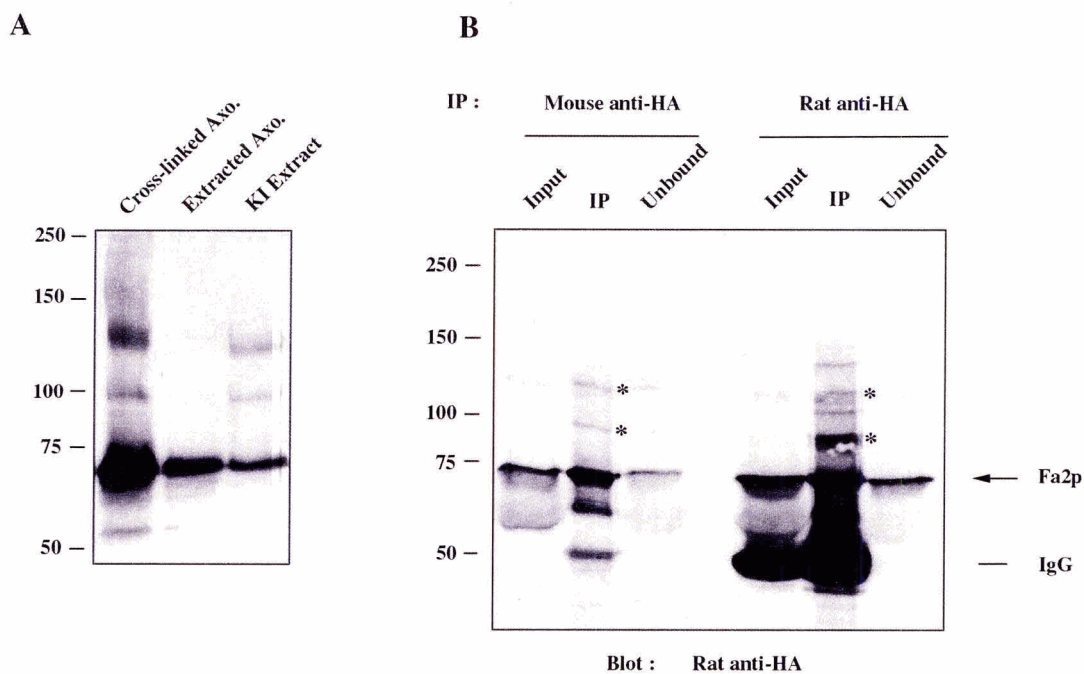 A
Cross-linked Axo.
Extracted Axo.
KI Extract
250
150
100
75
50
B
IP :
Mouse anti-HA
Rat anti-HA
Input
IP
Unbound
Input
IP
Unbound
250
150
100
75
50
*
*
*
*
Fa2p
IgG
Blot : Rat anti-HA